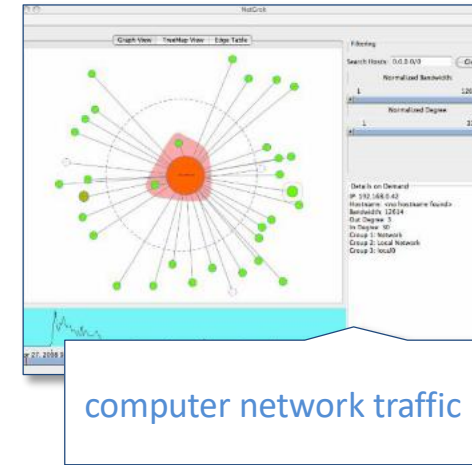 NetGrok
Graph View TreeMap View Edge Table
Filtering
Search Hosts: 0.0.0.0/0
Normalized Bandwidth
1
Normalized Degree
1
Details on Demand
IP: 192.168.0.42
Hostname: <no hostname found>
Bandwidth: 12614
Out Degree: 3
In Degree: 30
Group 1: Network
Group 2: Local Network
Group 3: local0
computer network traffic